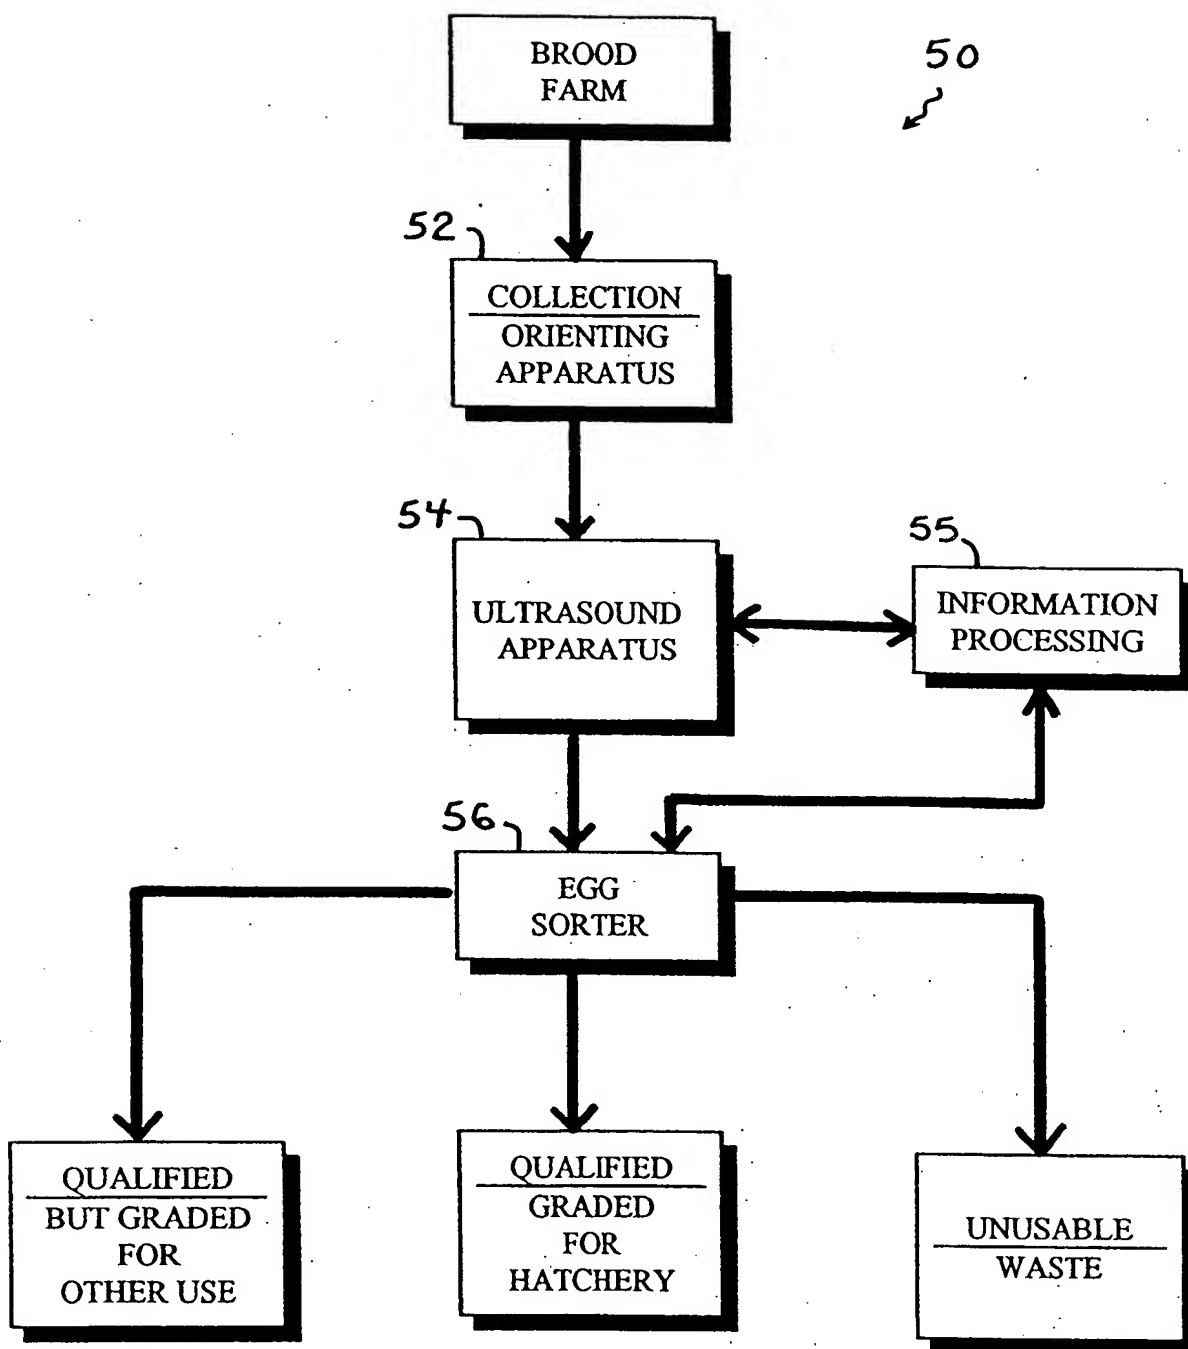 BROOD
FARM
50
52
COLLECTION
ORIENTING
APPARATUS
54
ULTRASOUND
APPARATUS
55
INFORMATION
PROCESSING
56
EGG
SORTER
QUALIFIED
BUT GRADED
FOR
OTHER USE
QUALIFIED
GRADED
FOR
HATCHERY
UNUSABLE
WASTE